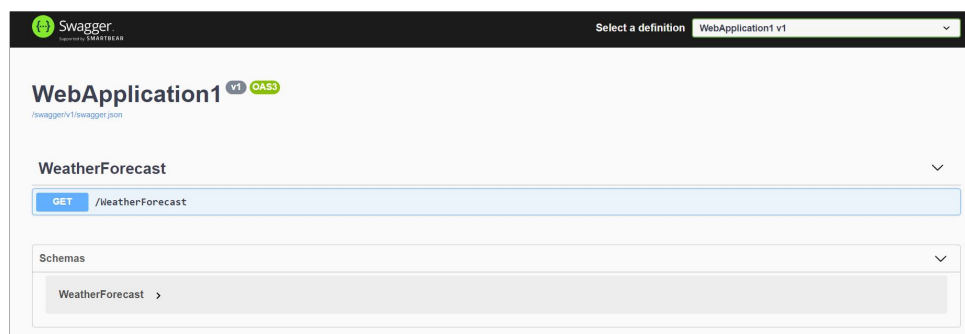 Swagger.
Supported by SMARTBEAR
Select a definition WebApplication1 v1
WebApplication1 v1 OAS3
/swagger/v1/swagger.json
WeatherForecast
GET /WeatherForecast
Schemas
WeatherForecast